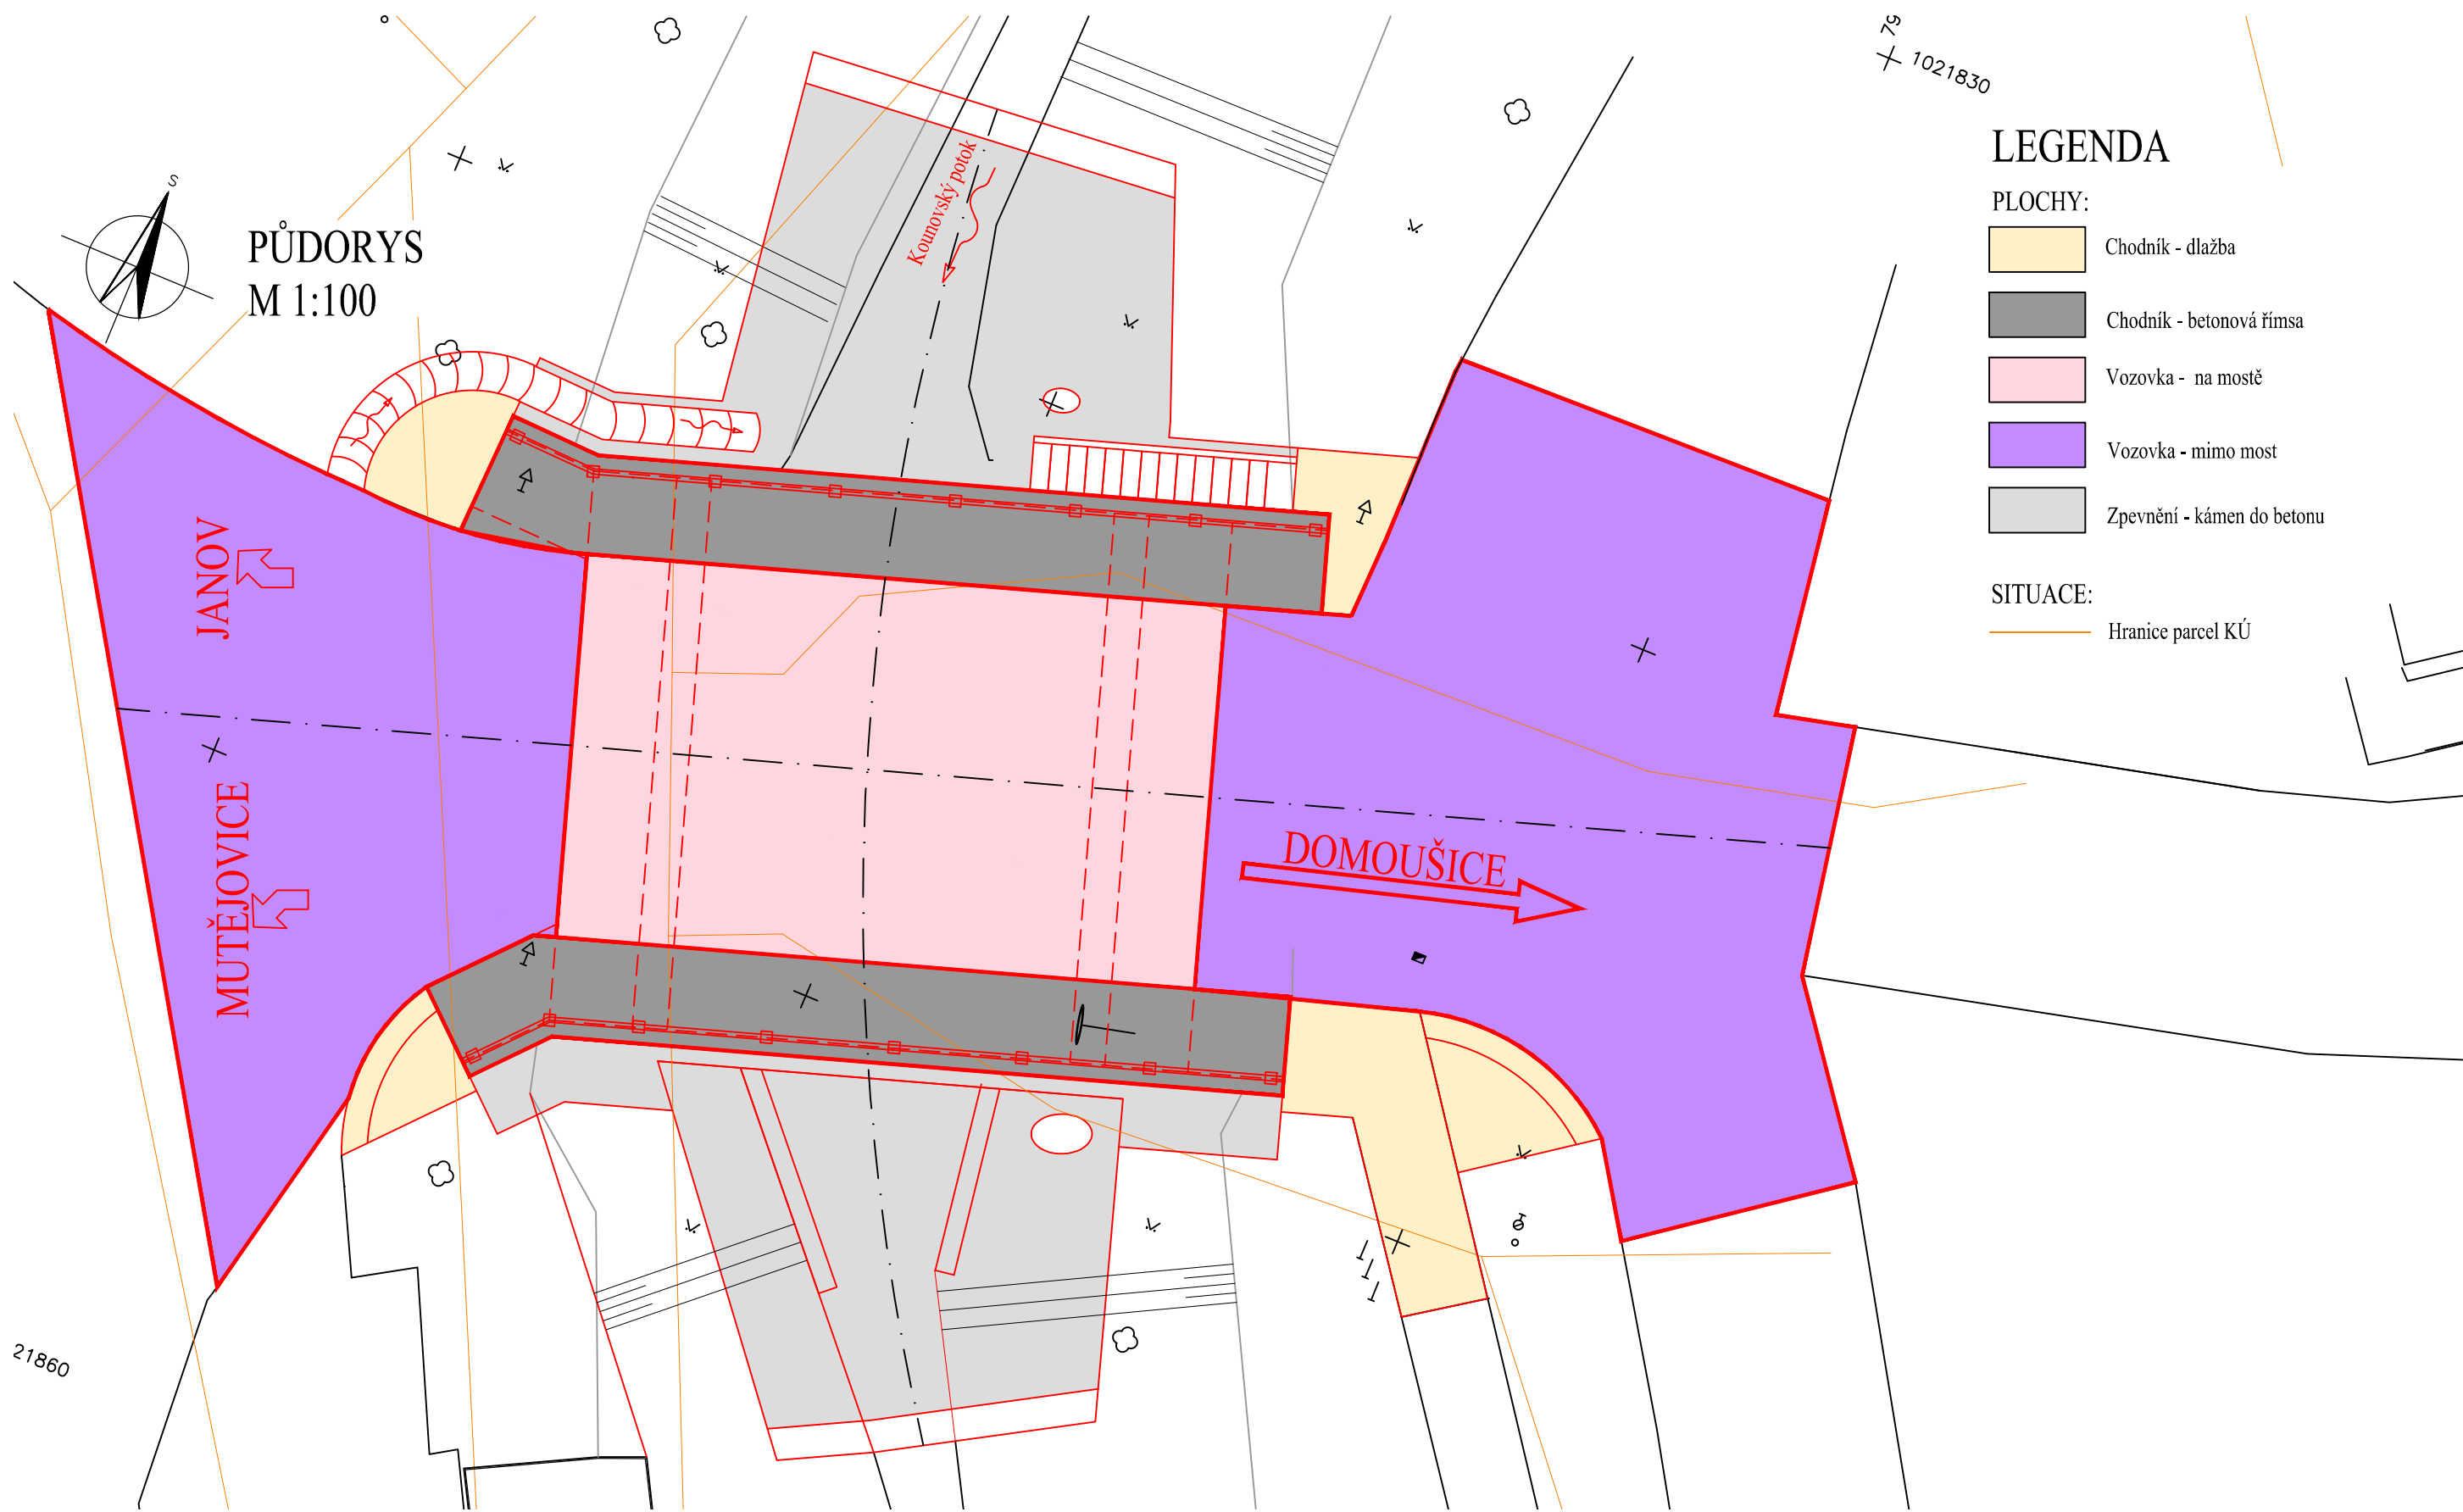 79
1021830
S
PŮDORYS
M 1:100
Kounovský potok
LEGENDA
PLOCHY:
Chodník - dlažba
Chodník - betonová římsa
Vozovka - na mostě
Vozovka - mimo most
Zpevnění - kámen do betonu
SITUACE:
Hranice parcel KÚ
JANOV
MUTĚJOVICE
DOMOUŠICE
21860